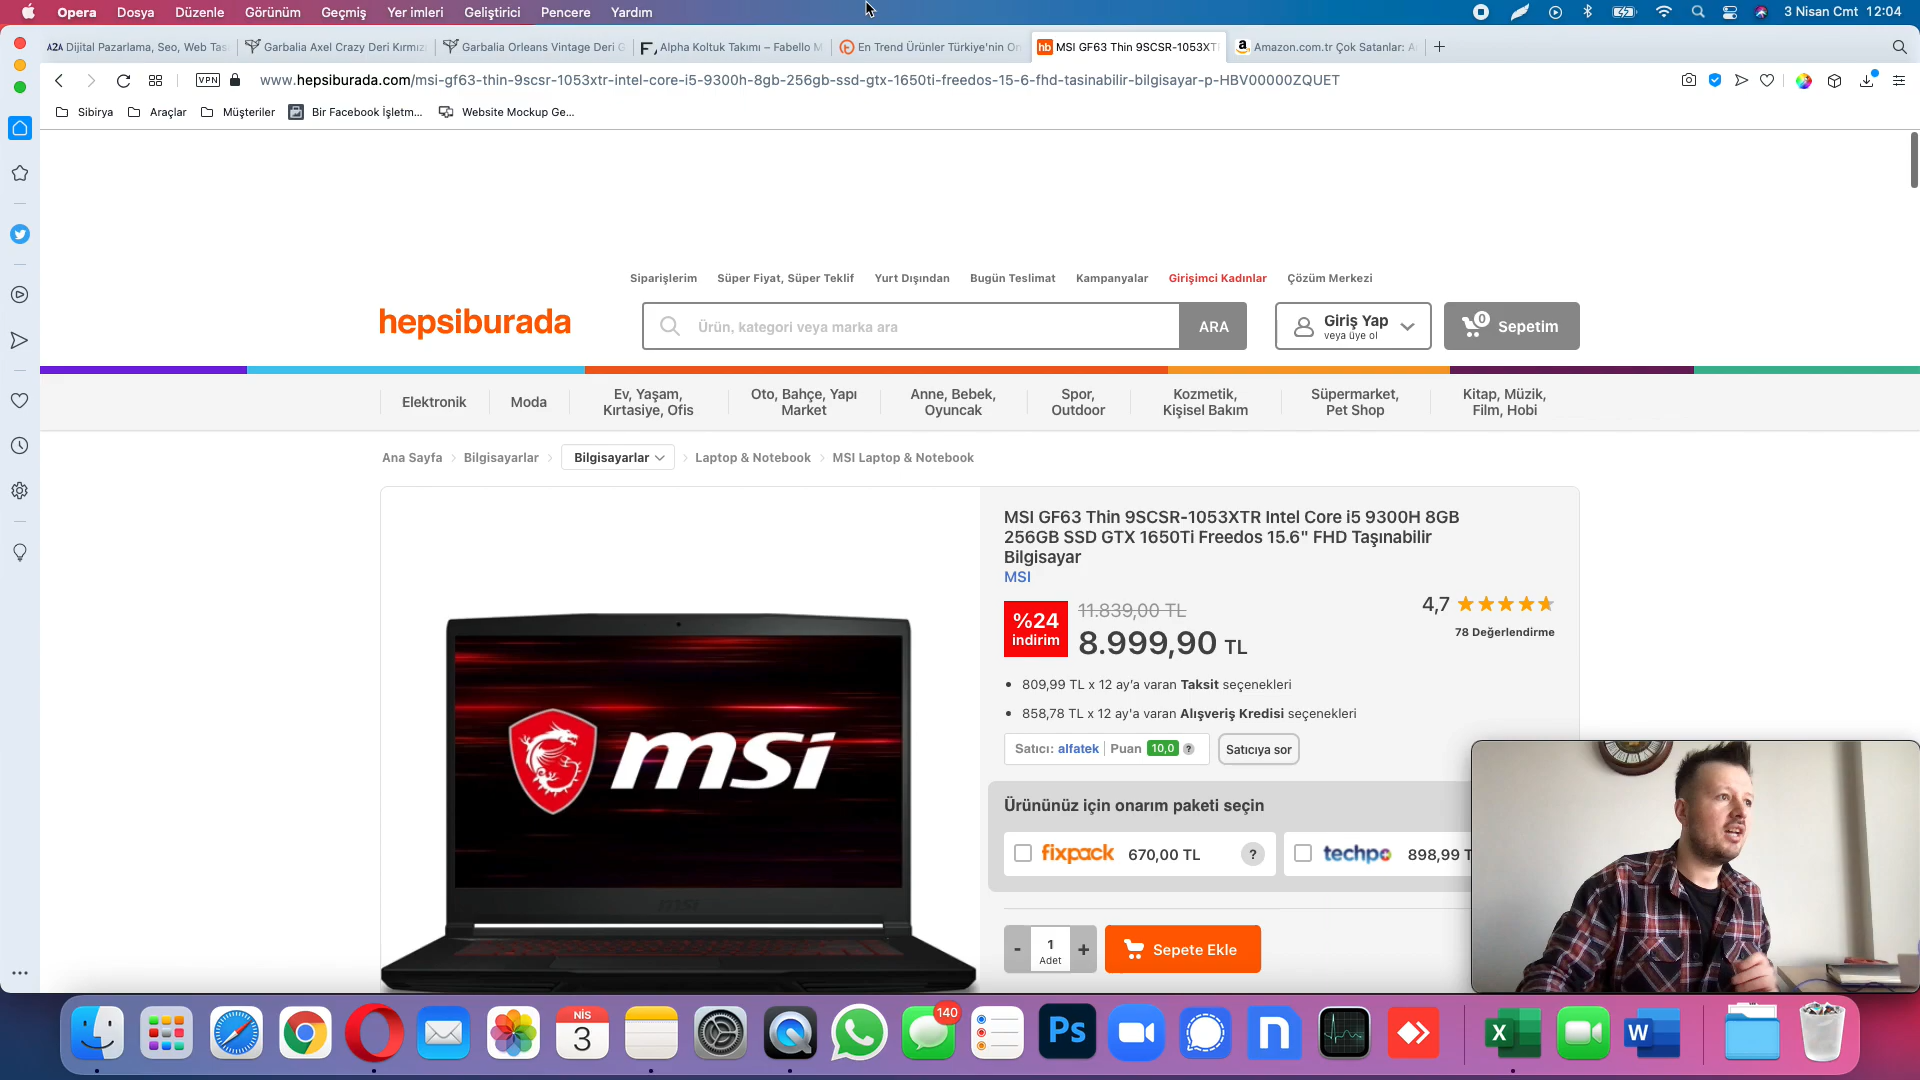 Opera Dosya Düzenle Görünüm Geçmiş Yer imleri Geliştirici Pencere Yardım
3 Nisan Cmt 12:04
A2A Dijital Pazarlama, Seo, Web Tas
Garbalia Axel Crazy Deri Kırmızı
Garbalia Orleans Vintage Deri G
Alpha Koltuk Takımı – Fabello M
En Trend Ürünler Türkiye'nin On
hb MSI GF63 Thin 9SCSR-1053XT
Amazon.com.tr Çok Satanlar: A
VPN
www.hepsiburada.com/msi-gf63-thin-9scsr-1053xtr-intel-core-i5-9300h-8gb-256gb-ssd-gtx-1650ti-freedos-15-6-fhd-tasinabilir-bilgisayar-p-HBV00000ZQUET
Sibirya Araçlar Müşteriler Bir Facebook İşletm... Website Mockup Ge...
Siparişlerim Süper Fiyat, Süper Teklif Yurt Dışından Bugün Teslimat Kampanyalar Girişimci Kadınlar Çözüm Merkezi
hepsiburada
Ürün, kategori veya marka ara
ARA
Giriş Yap
veya üye ol
0 Sepetim
Elektronik
Moda
Ev, Yaşam,
Kırtasiye, Ofis
Oto, Bahçe, Yapı
Market
Anne, Bebek,
Oyuncak
Spor,
Outdoor
Kozmetik,
Kişisel Bakım
Süpermarket,
Pet Shop
Kitap, Müzik,
Film, Hobi
Ana Sayfa Bilgisayarlar Bilgisayarlar Laptop & Notebook MSI Laptop & Notebook
MSI GF63 Thin 9SCSR-1053XTR Intel Core i5 9300H 8GB
256GB SSD GTX 1650Ti Freedos 15.6" FHD Taşınabilir
Bilgisayar
MSI
%24
indirim
11.839,00 TL
8.999,90 TL
4,7
78 Değerlendirme
• 809,99 TL x 12 ay'a varan Taksit seçenekleri
• 858,78 TL x 12 ay'a varan Alışveriş Kredisi seçenekleri
Satıcı: alfatek Puan 10,0 ?
Satıcıya sor
Ürününüz için onarım paketi seçin
fixpack 670,00 TL ?
techpo 898,99 T
- 1 +
Adet
Sepete Ekle
msi
msi
NİS
3
140
Ps
n
X
W